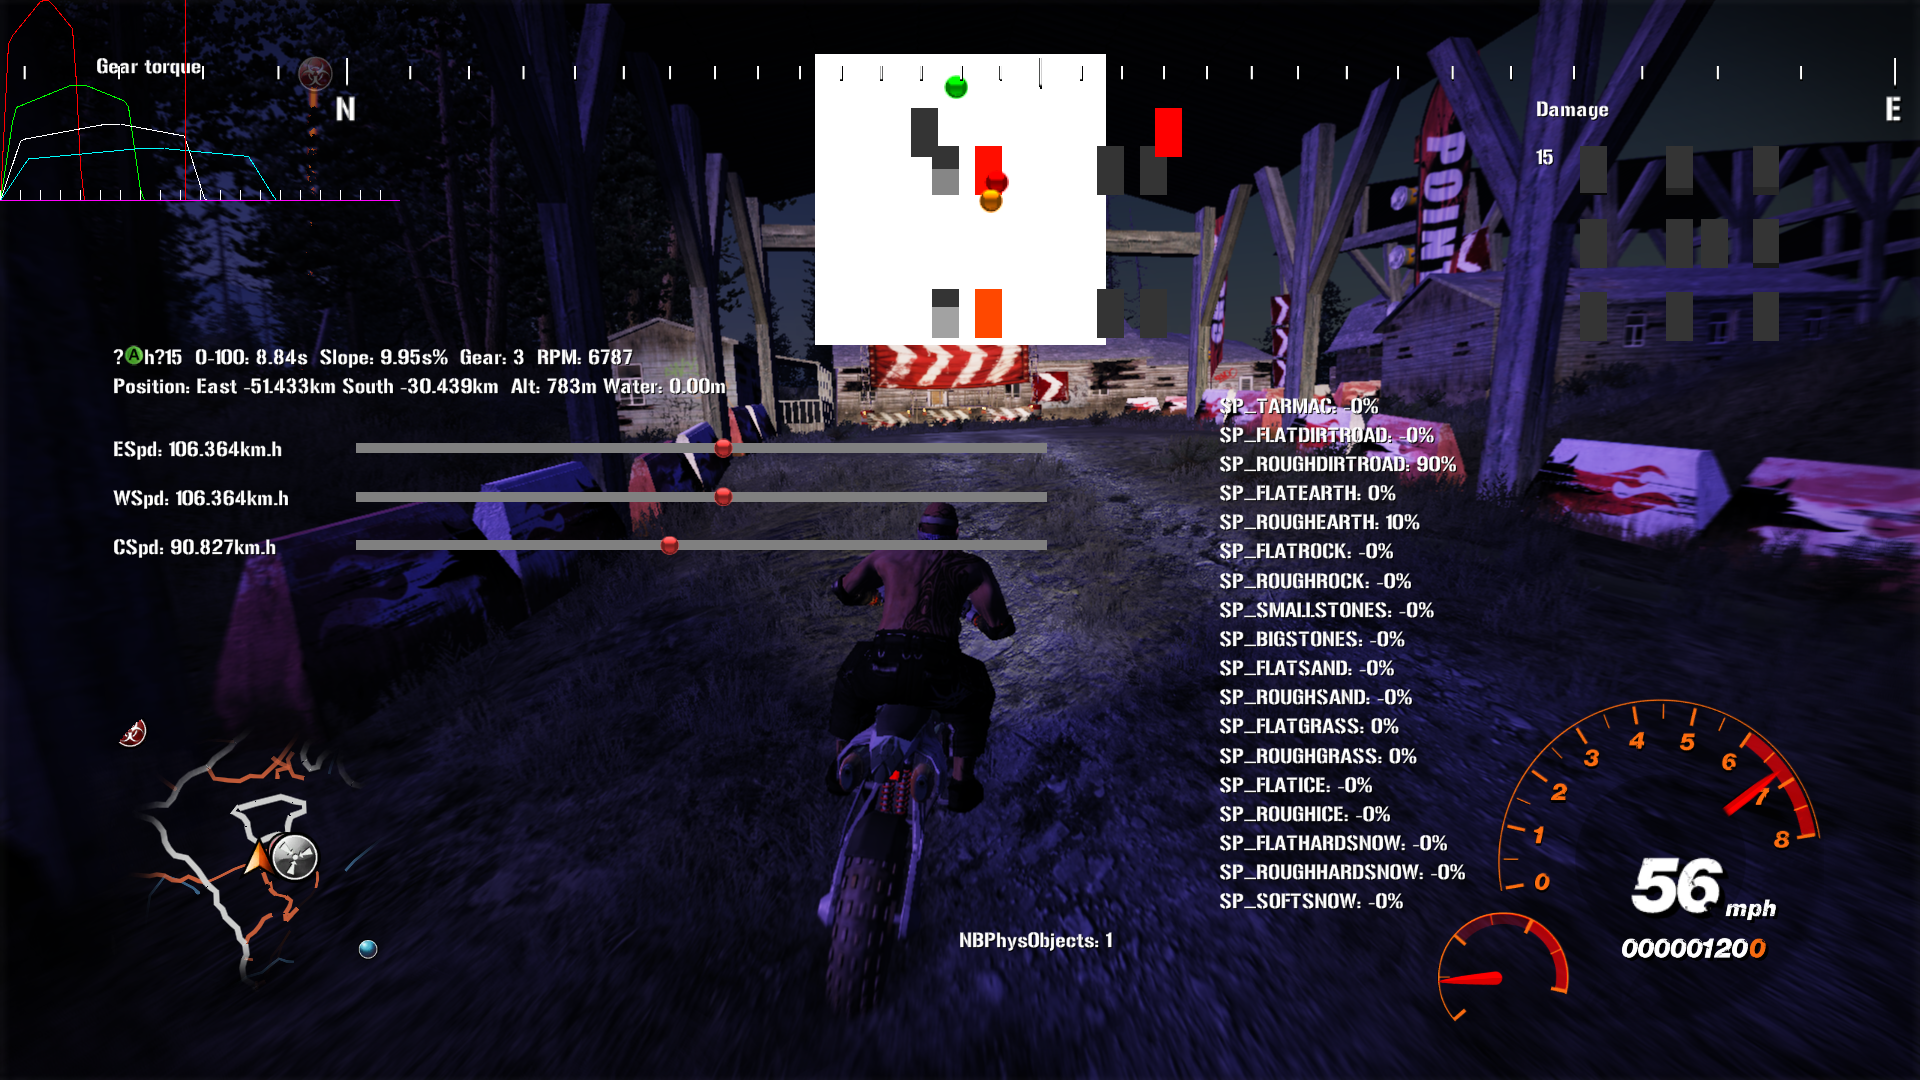 Gear torque
N
E
Damage
15
PON
?Ah?15 0-100: 8.84s Slope: 9.95s% Gear: 3 RPM: 6787
Position: East -51.433km South -30.439km Alt: 783m Water: 0.00m
ESpd: 106.364km.h
WSpd: 106.364km.h
CSpd: 90.827km.h
SP_TARMAC: -0%
SP_FLATDIRTROAD: -0%
SP_ROUGHDIRTROAD: 90%
SP_FLATEARTH: 0%
SP_ROUGHEARTH: 10%
SP_FLATROCK: -0%
SP_ROUGHROCK: -0%
SP_SMALLSTONES: -0%
SP_BIGSTONES: -0%
SP_FLATSAND: -0%
SP_ROUGHSAND: -0%
SP_FLATGRASS: 0%
SP_ROUGHGRASS: 0%
SP_FLATICE: -0%
SP_ROUGHICE: -0%
SP_FLATHARDSNOW: -0%
SP_ROUGHHARDSNOW: -0%
SP_SOFTSNOW: -0%
NBPhysObjects: 1
0
1
2
3
4
5
6
7
8
56 mph
0000001200